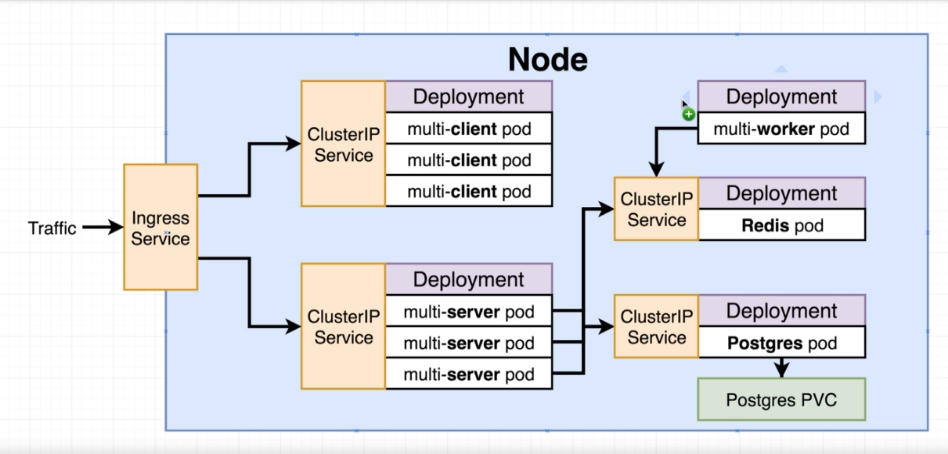 Node
Traffic
Ingress
Service
ClusterIP
Service
Deployment
multi-client pod
multi-client pod
multi-client pod
ClusterIP
Service
Deployment
multi-server pod
multi-server pod
multi-server pod
Deployment
multi-worker pod
ClusterIP
Service
Deployment
Redis pod
ClusterIP
Service
Deployment
Postgres pod
Postgres PVC